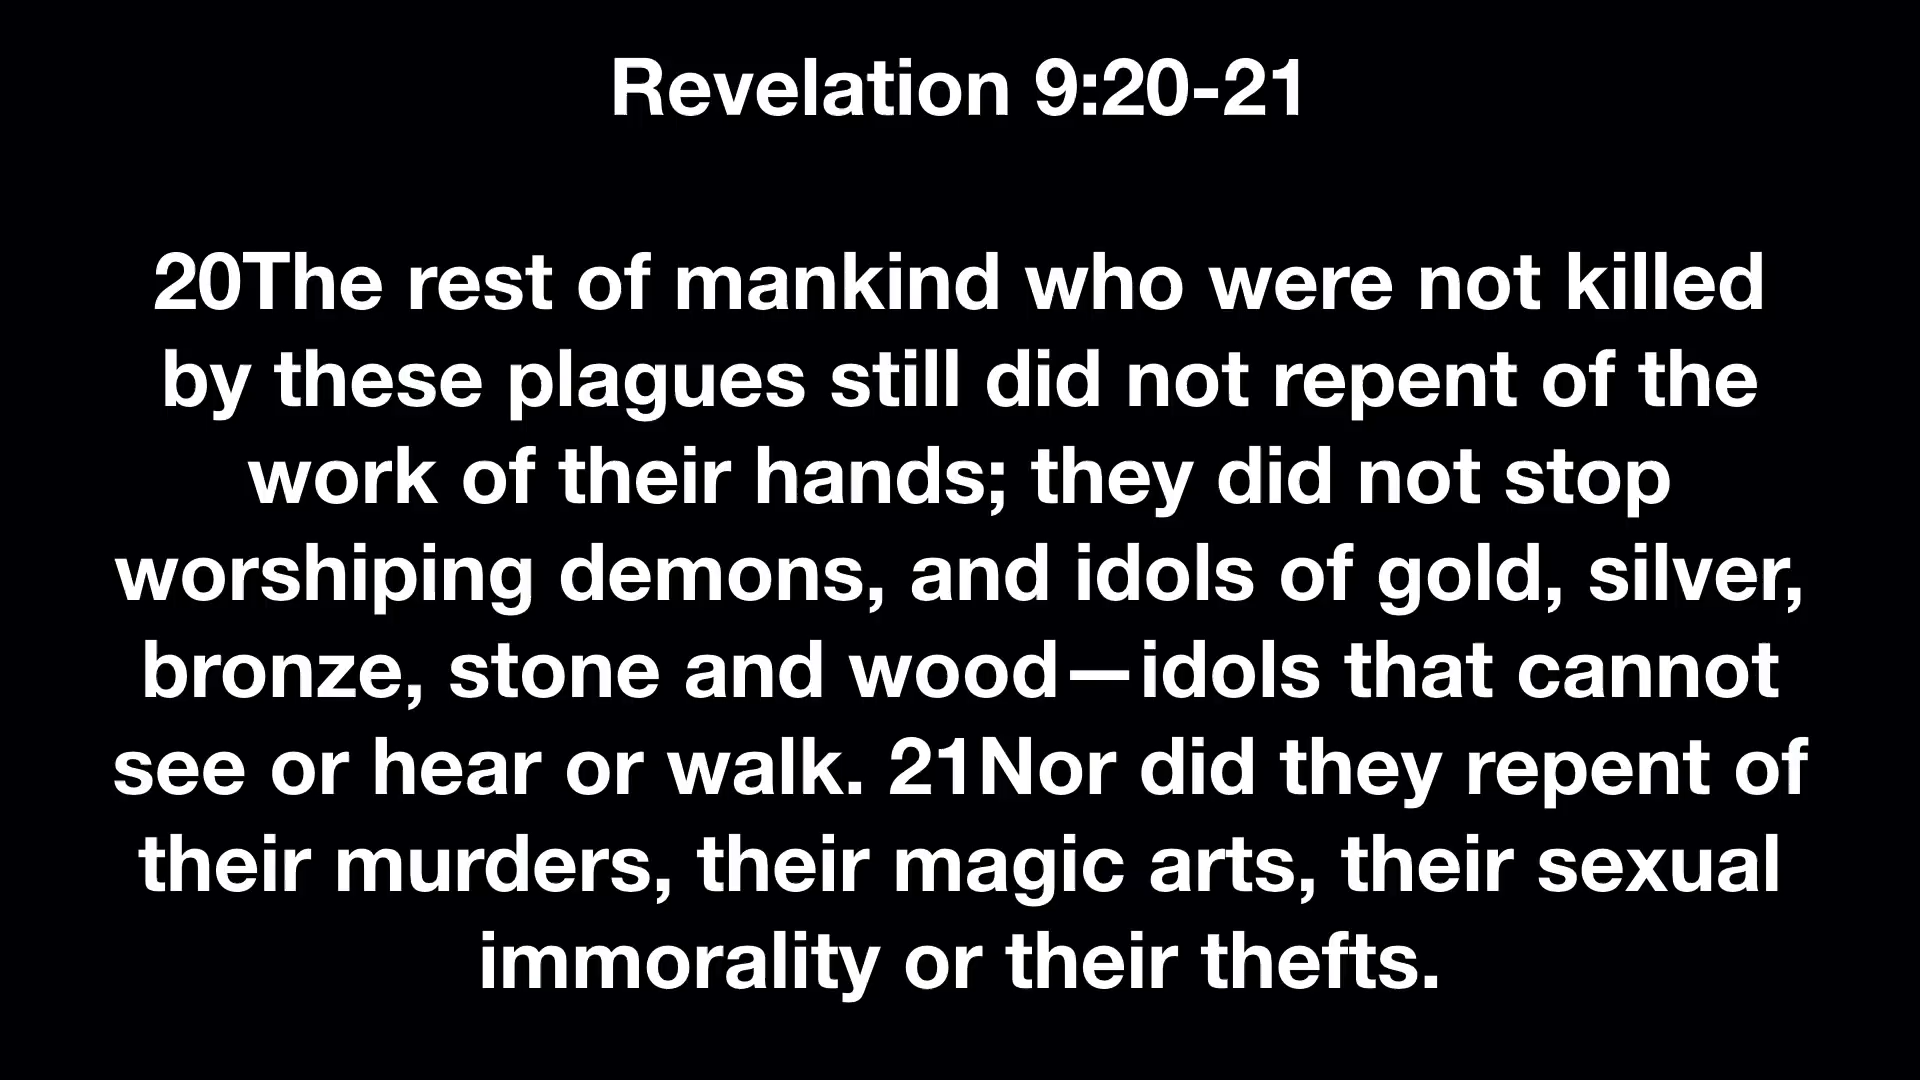 Revelation 9:20-21
20The rest of mankind who were not killed
by these plagues still did not repent of the
work of their hands; they did not stop
worshiping demons, and idols of gold, silver,
bronze, stone and wood—idols that cannot
see or hear or walk. 21Nor did they repent of
their murders, their magic arts, their sexual
immorality or their thefts.